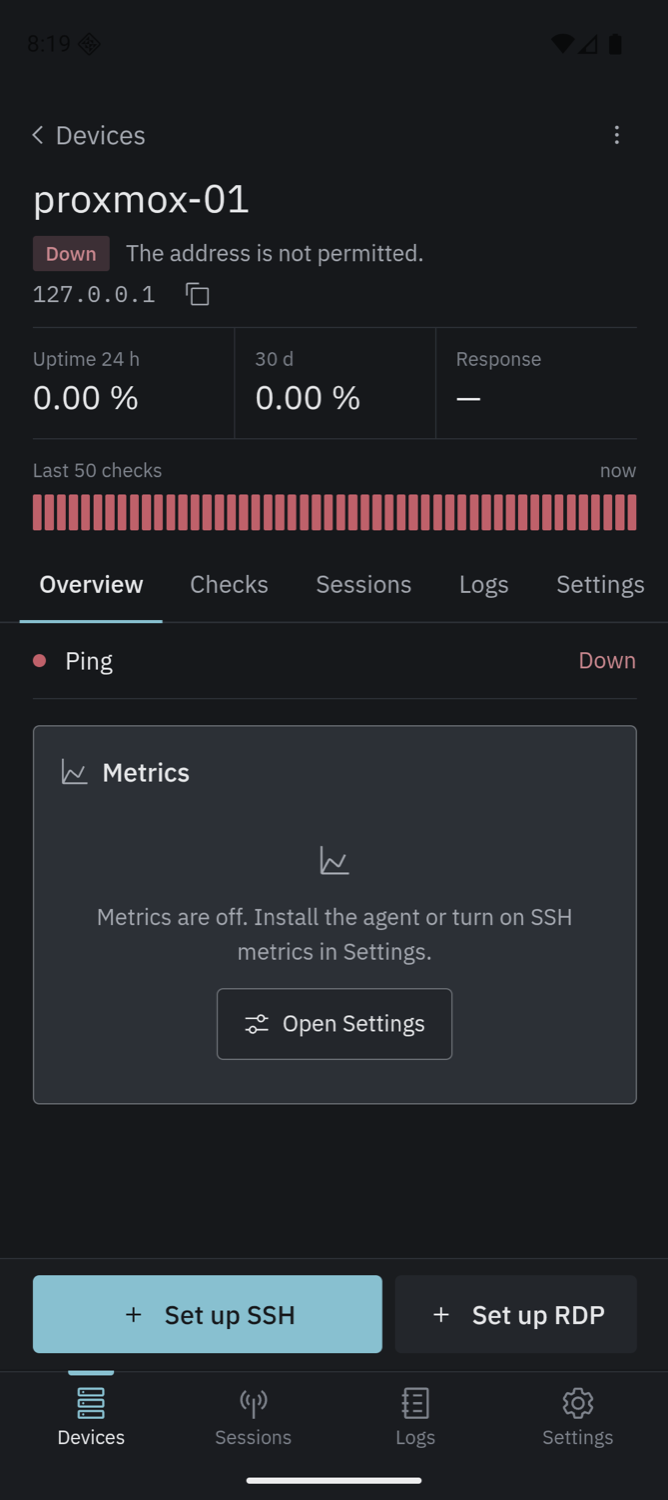 8:19
Devices
proxmox-01
Down The address is not permitted.
127.0.0.1
Uptime 24 h 30 d Response
0.00 % 0.00 % —
Last 50 checks now
Overview Checks Sessions Logs Settings
Ping Down
Metrics
Metrics are off. Install the agent or turn on SSH
metrics in Settings.
Open Settings
+ Set up SSH + Set up RDP
Devices Sessions Logs Settings